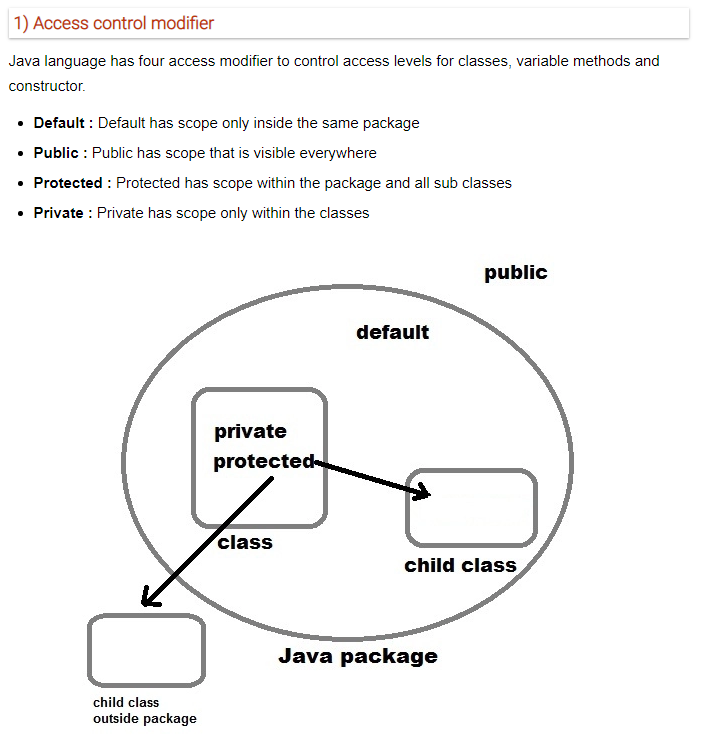 1) Access control modifier
Java language has four access modifier to control access levels for classes, variable methods and
constructor.
• Default : Default has scope only inside the same package
• Public : Public has scope that is visible everywhere
• Protected : Protected has scope within the package and all sub classes
• Private : Private has scope only within the classes
public
default
private
protected
class
child class
Java package
child class
outside package